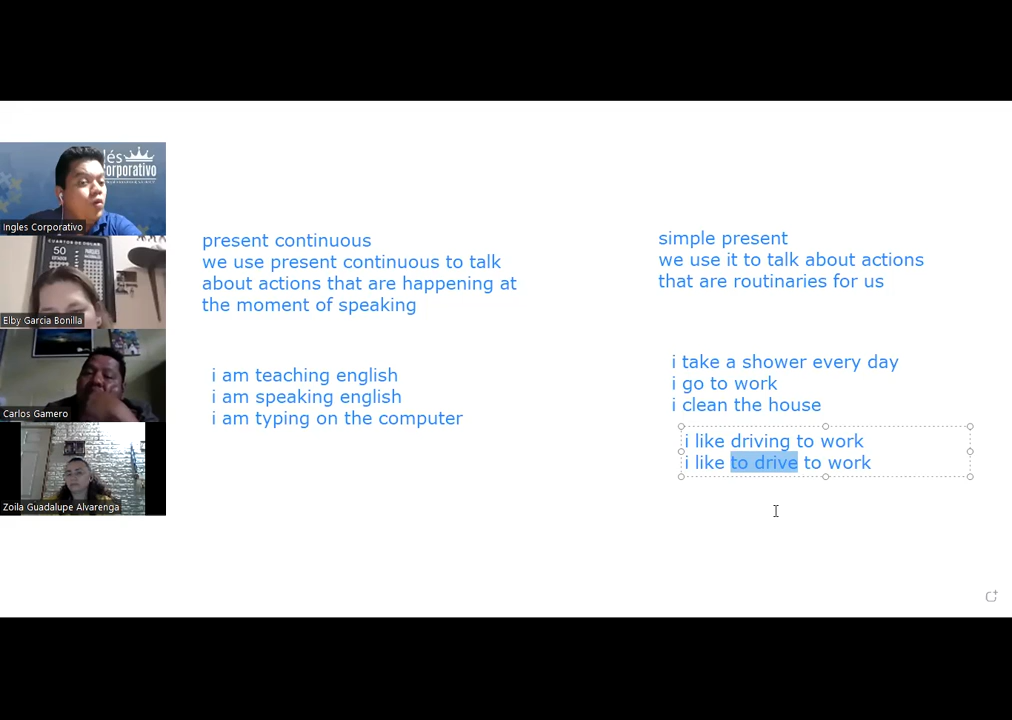 és
orporativo
Ingles Corporativo
50
Elby Garcia Bonilla
Carlos Gamero
Zoila Guadalupe Alvarenga
present continuous
we use present continuous to talk
about actions that are happening at
the moment of speaking
i am teaching english
i am speaking english
i am typing on the computer
simple present
we use it to talk about actions
that are routinaries for us
i take a shower every day
i go to work
i clean the house
i like driving to work
i like to drive to work